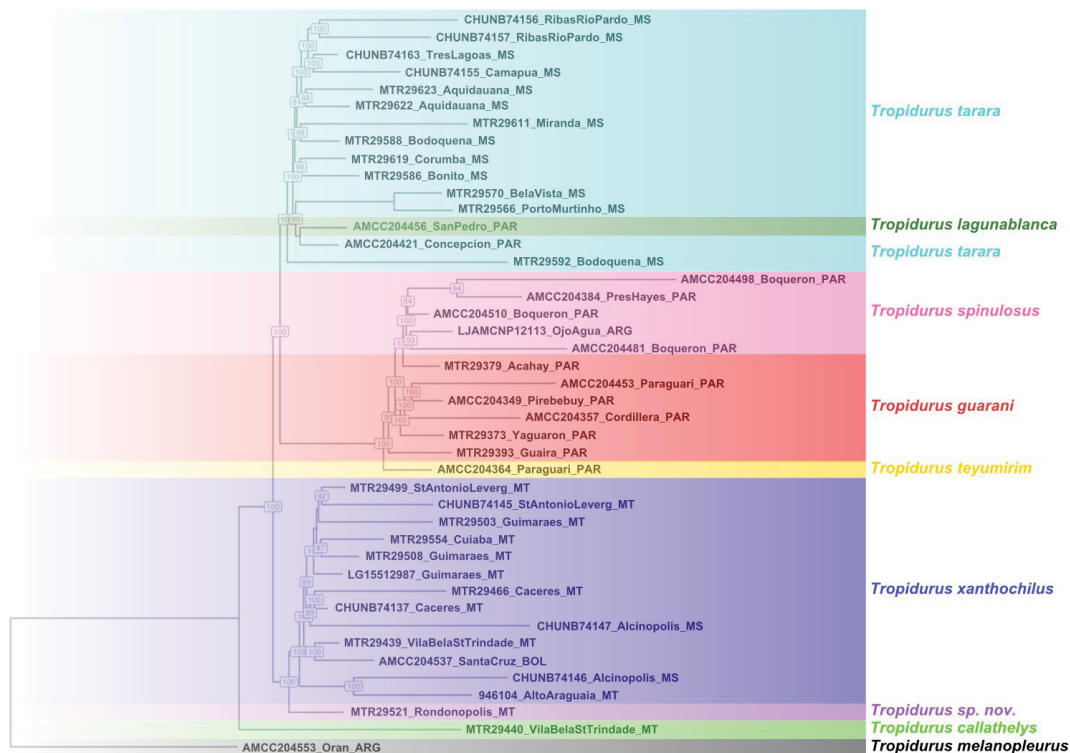 CHUNB74156_RibasRioPardo_MS
CHUNB74157_RibasRioPardo_MS
CHUNB74163_TresLagoas_MS
CHUNB74155_Camapua_MS
MTR29623_Aquidauana_MS
MTR29622_Aquidauana_MS
Tropidurus tarara
MTR29611_Miranda_MS
MTR29588_Bodoquena_MS
MTR29619_Corumba_MS
MTR29586_Bonito_MS
MTR29570_BelaVista_MS
MTR29566_PortoMurtinho_MS
AMCC204456_SanPedro_PAR
Tropidurus lagunablanca
AMCC204421_Concepcion_PAR
Tropidurus tarara
MTR29592_Bodoquena_MS
AMCC204498_Boqueron_PAR
AMCC204384_PresHayes_PAR
Tropidurus spinulosus
AMCC204510_Boqueron_PAR
LJAMCNP12113_OjoAgua_ARG
AMCC204481_Boqueron_PAR
MTR29379_Acahay_PAR
AMCC204453_Paraguari_PAR
AMCC204349_Pirebebuy_PAR
Tropidurus guarani
AMCC204357_Cordillera_PAR
MTR29373_Yaguaron_PAR
MTR29393_Guaira_PAR
AMCC204364_Paraguari_PAR
Tropidurus teyumirim
MTR29499_StAntonioLeverg_MT
CHUNB74145_StAntonioLeverg_MT
MTR29503_Guimaraes_MT
MTR29554_Cuiaba_MT
MTR29508_Guimaraes_MT
LG15512987_Guimaraes_MT
Tropidurus xanthochilus
MTR29466_Caceres_MT
CHUNB74137_Caceres_MT
CHUNB74147_Alcinopolis_MS
MTR29439_VilaBelaStTrindade_MT
AMCC204537_SantaCruz_BOL
CHUNB74146_Alcinopolis_MS
946104_AltoAraguaia_MT
MTR29521_Rondonopolis_MT
Tropidurus sp. nov.
MTR29440_VilaBelaStTrindade_MT
Tropidurus callathelys
AMCC204553_Oran_ARG
Tropidurus melanopleurus